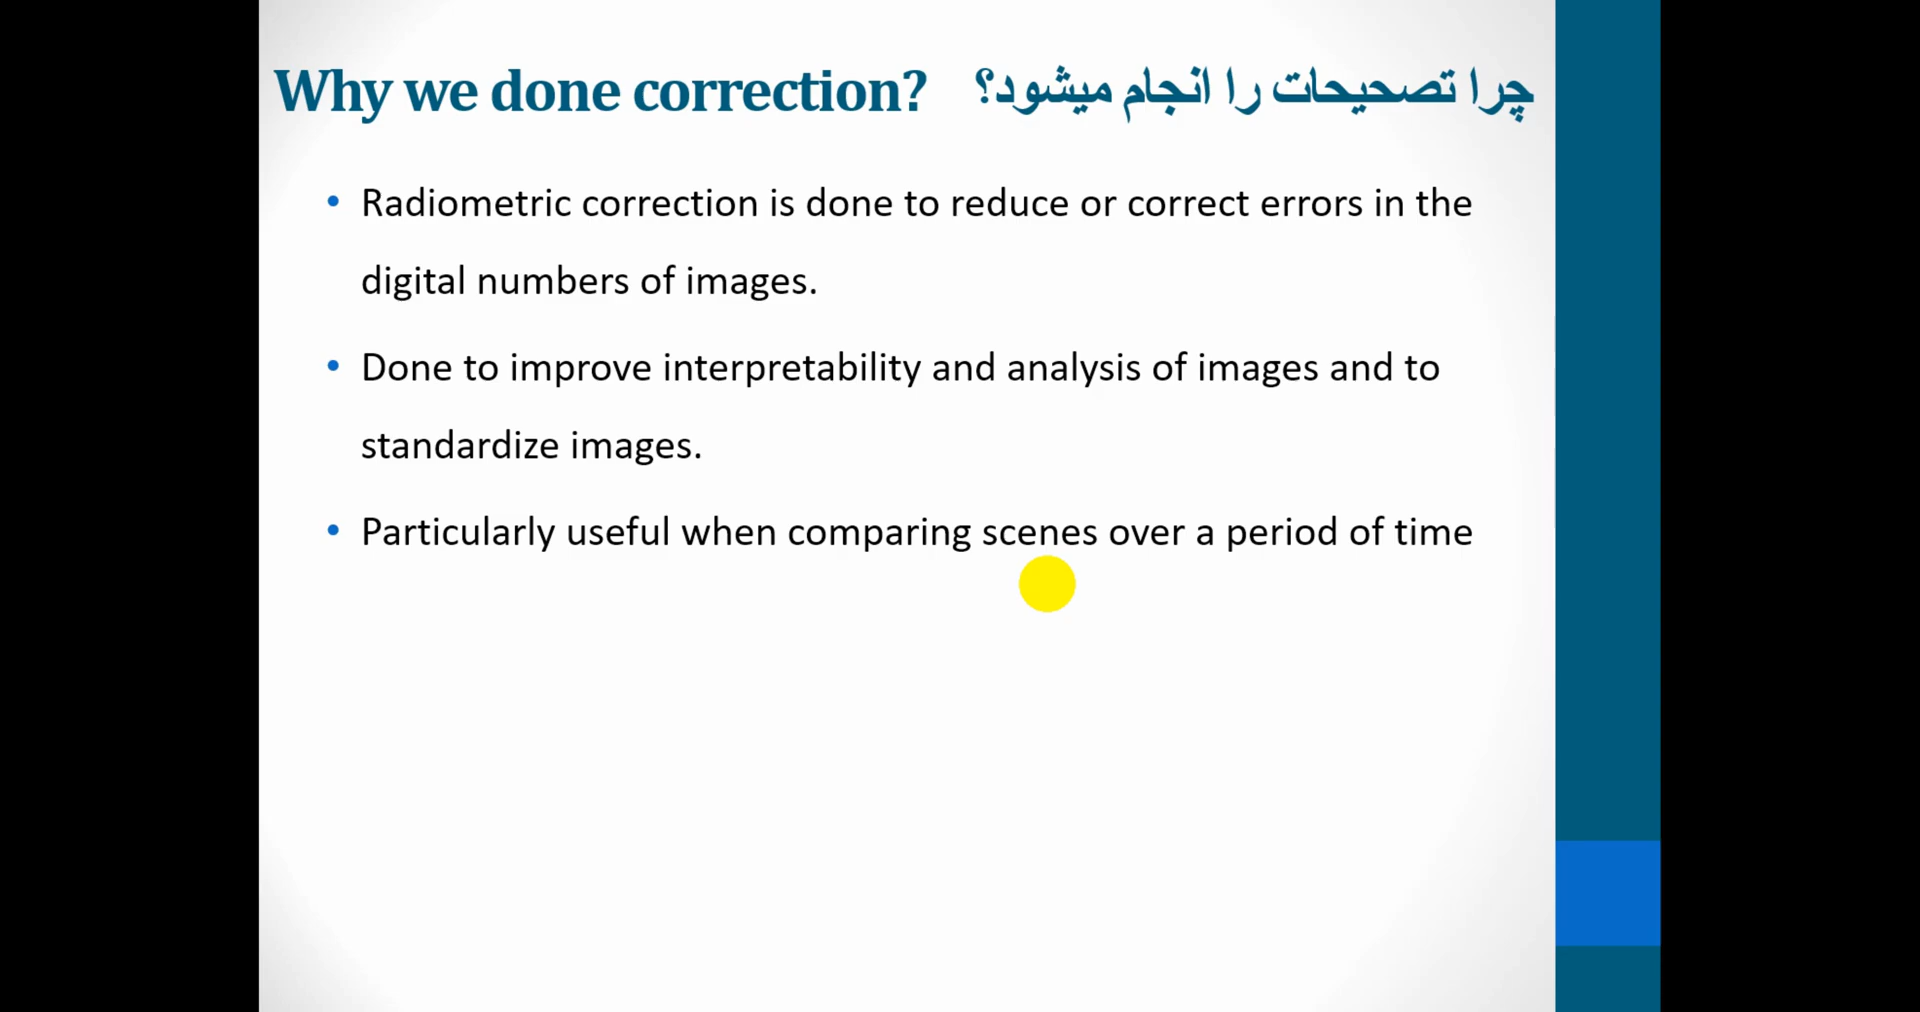 Why we done correction? چرا تصحیحات را انجام میشود؟
• Radiometric correction is done to reduce or correct errors in the
digital numbers of images.
• Done to improve interpretability and analysis of images and to
standardize images.
• Particularly useful when comparing scenes over a period of time